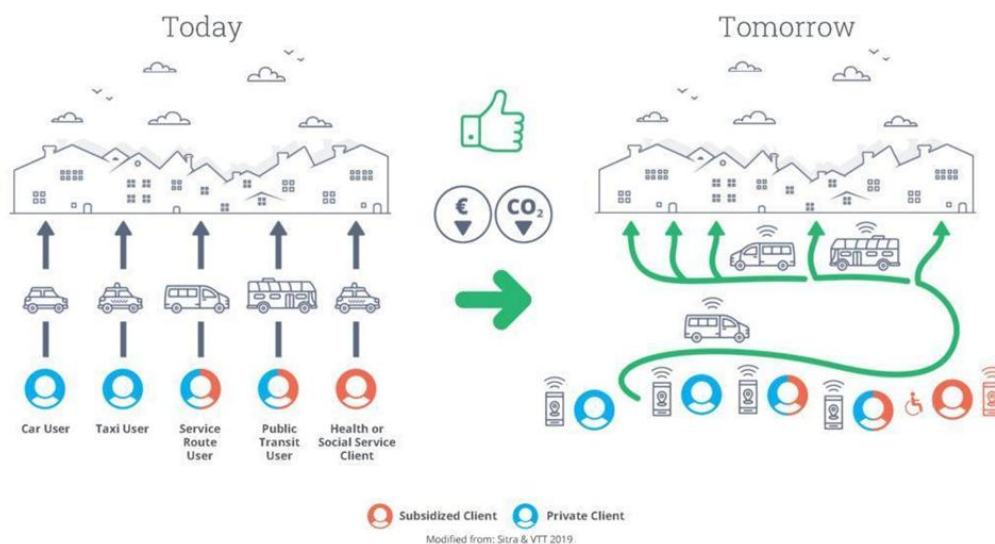 Today
Tomorrow
€
CO₂
Car User
Taxi User
Service
Route
User
Public
Transit
User
Health or
Social Service
Client
Subsidized Client
Private Client
Modified from: Sitra & VTT 2019